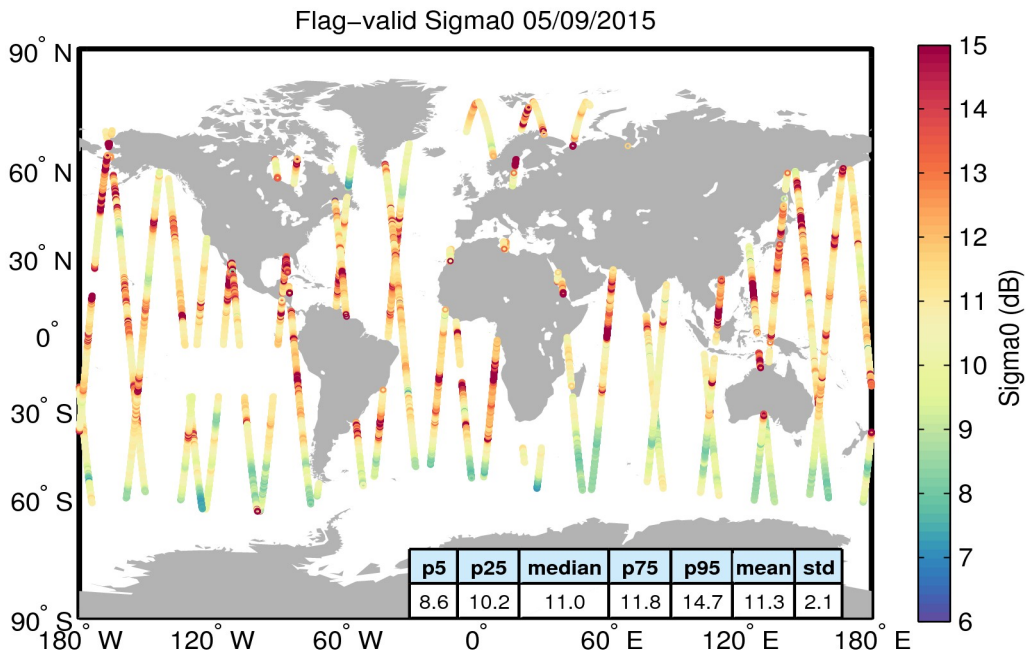 Flag−valid Sigma0 05/09/2015
90° N
60° N
30° N
0°
30° S
60° S
90° S
180° W
120° W
60° W
0°
60° E
120° E
180° E
p5 p25 median p75 p95 mean std
8.6 10.2 11.0 11.8 14.7 11.3 2.1
15
14
13
12
11
10
9
8
7
6
Sigma0 (dB)